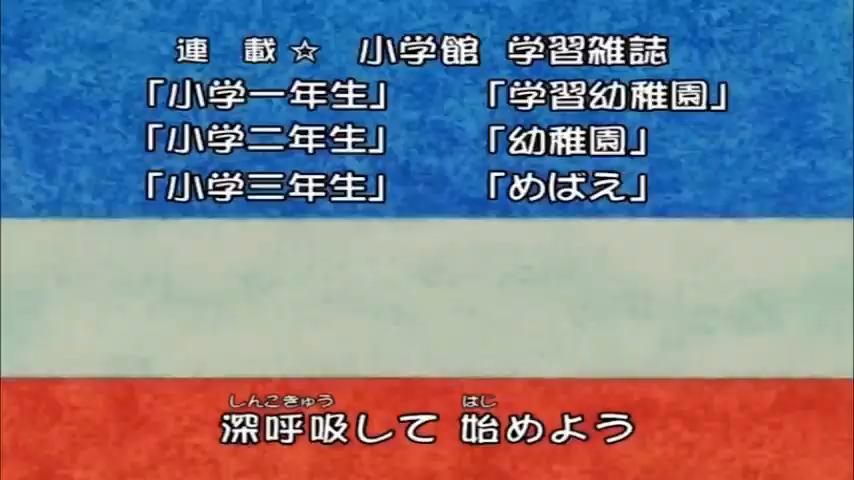 連 載☆ 小学館 学習雑誌
「小学一年生」 「学習幼稚園」
「小学二年生」 「幼稚園」
「小学三年生」 「めばえ」
しんこきゅう はじ
深呼吸して 始めよう